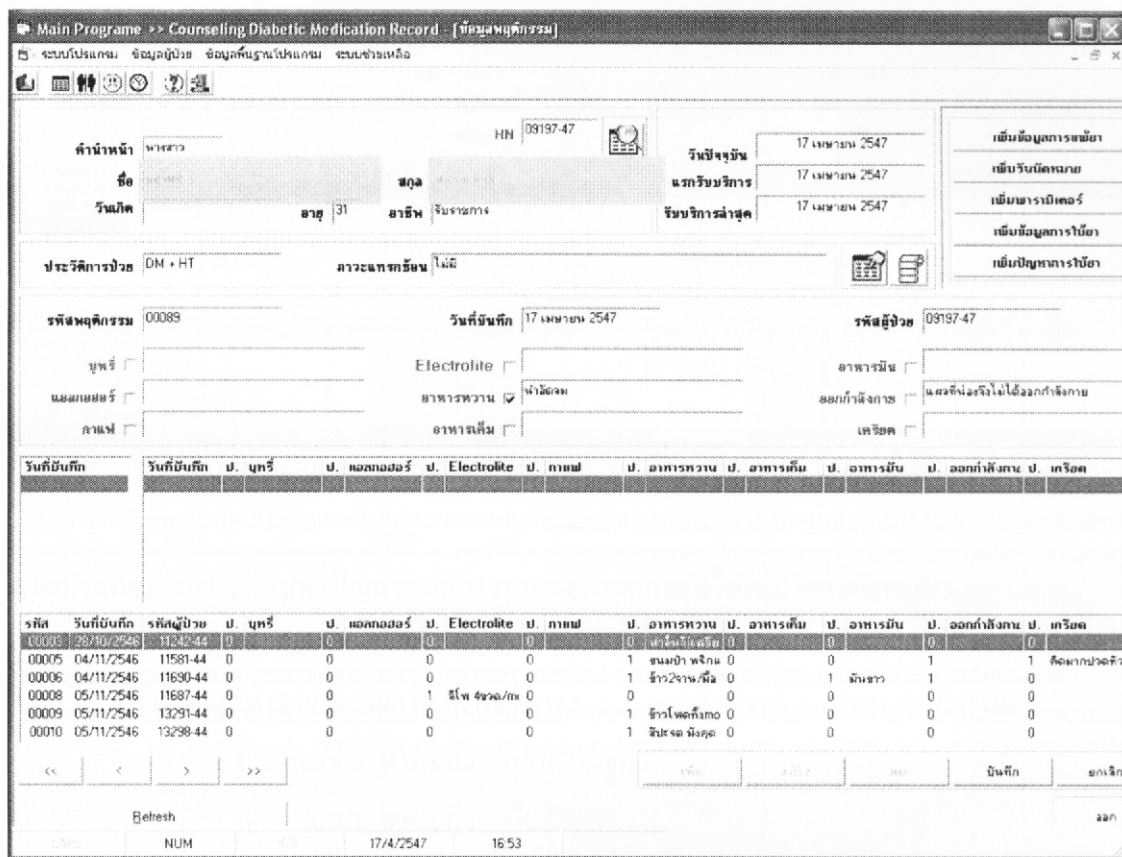 Main Programe >> Counseling Diabetic Medication Record - [ข้อมูลพฤติกรรม]
ระบบโปรแกรม ข้อมูลผู้ป่วย ข้อมูลพื้นฐานโปรแกรม ระบบช่วยเหลือ
คำนำหน้า นางสาว HN 09197-47
ชื่อ สกุล
วันเกิด อายุ 31 อาชีพ รับราชการ
วันปัจจุบัน 17 เมษายน 2547
แรกรับบริการ 17 เมษายน 2547
รับบริการล่าสุด 17 เมษายน 2547
เพิ่มข้อมูลการแพ้ยา
เพิ่มวันนัดหมาย
เพิ่มพารามิเตอร์
เพิ่มข้อมูลการใช้ยา
เพิ่มปัญหาการใช้ยา
ประวัติการป่วย DM + HT ภาวะแทรกซ้อน ไม่มี
รหัสพฤติกรรม 00089 วันที่บันทึก 17 เมษายน 2547 รหัสผู้ป่วย 09197-47
บุหรี่ Electrolite อาหารมัน
แอลกอฮอร์ อาหารหวาน น้ำอัดลม ออกกำลังกาย แผลที่น่องจึงไม่ได้ออกกำลังกาย
กาแฟ อาหารเค็ม เครียด
วันที่บันทึก วันที่บันทึก ป. บุหรี่ ป. แอลกอฮอร์ ป. Electrolite ป. กาแฟ ป. อาหารหวาน ป. อาหารเค็ม ป. อาหารมัน ป. ออกกำลังกาย ป. เครียด
รหัส วันที่บันทึก รหัสผู้ป่วย ป. บุหรี่ ป. แอลกอฮอร์ ป. Electrolite ป. กาแฟ ป. อาหารหวาน ป. อาหารเค็ม ป. อาหารมัน ป. ออกกำลังกาย ป. เครียด
00003 28/10/2546 11242-44 0 0 0 0 0 0 0 0 0
00005 04/11/2546 11581-44 0 0 0 0 1 0 0 1 1 คิดมากปวดหัว
00006 04/11/2546 11690-44 0 0 0 0 1 ข้าว2จาน/มื้อ 0 1 มันขาว 1 0
00008 05/11/2546 11687-44 0 0 1 0 0 0 0 0 0
00009 05/11/2546 13291-44 0 0 0 0 1 0 0 0 0
00010 05/11/2546 13298-44 0 0 0 0 1 สับปะรด มังคุด 0 0 0 0
<< < > >> เพิ่ม แก้ไข ลบ บันทึก ยกเลิก
Refresh ออก
CAPS NUM INS 17/4/2547 16:53